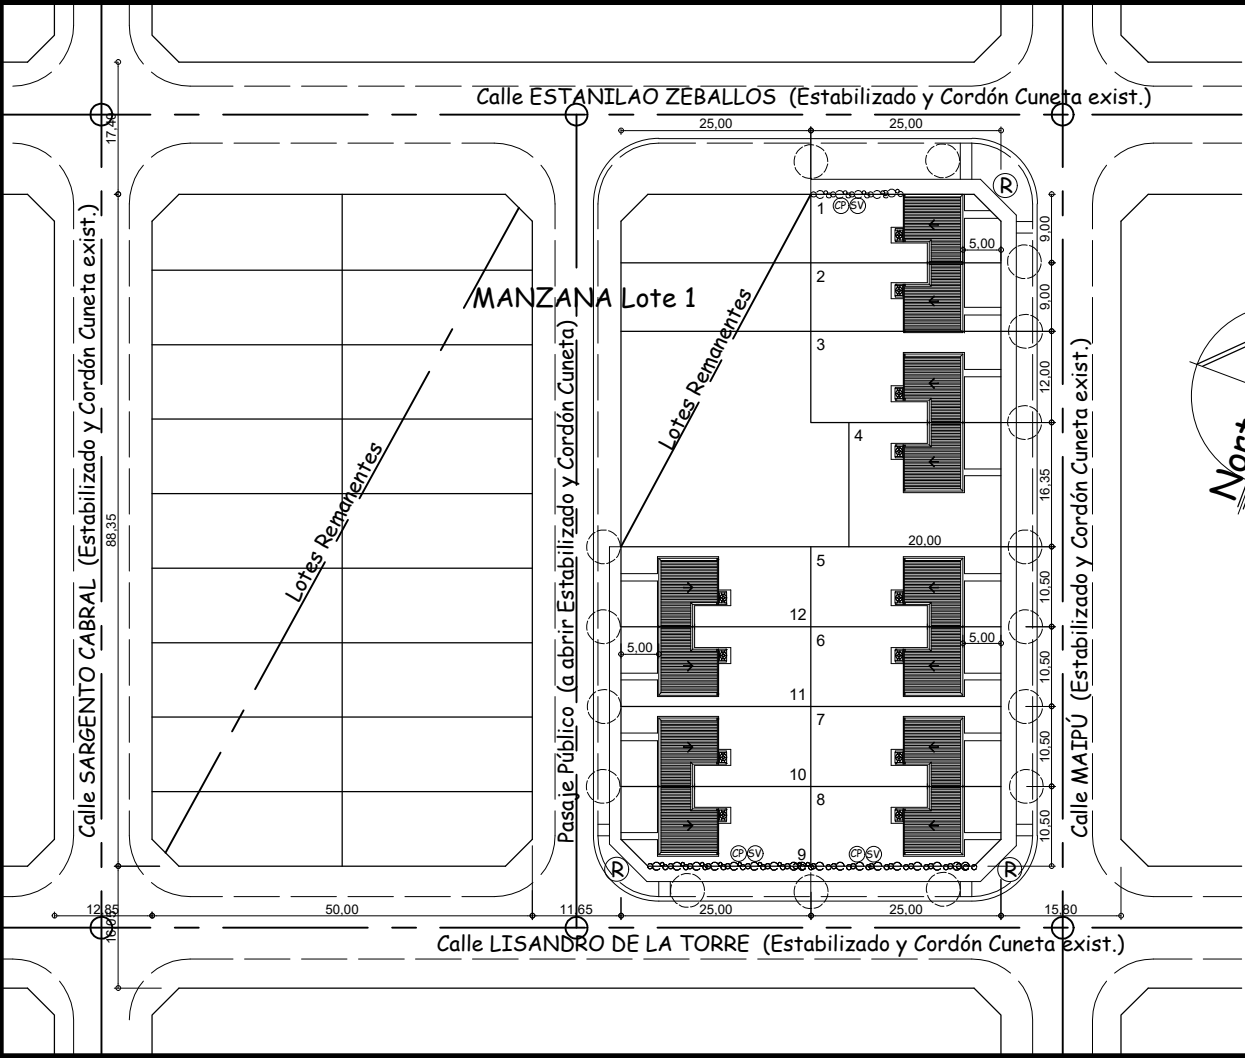 Calle ESTANILAO ZEBALLOS (Estabilizado y Cordón Cuneta exist.)
17,40
25,00
25,00
R
CP SV
1
9,00
5,00
2
9,00
MANZANA Lote 1
3
12,00
Lotes Remanentes
4
16,35
Calle SARGENTO CABRAL (Estabilizado y Cordón Cuneta exist.)
88,35
Lotes Remanentes
Pasaje Público (a abrir Estabilizado y Cordón Cuneta)
Calle MAIPÚ (Estabilizado y Cordón Cuneta exist.)
20,00
5
10,50
12
6
5,00
5,00
10,50
11
7
10,50
10
8
10,50
9
CP SV
CP SV
R
R
12,85
50,00
11,65
25,00
25,00
15,80
Calle LISANDRO DE LA TORRE (Estabilizado y Cordón Cuneta exist.)